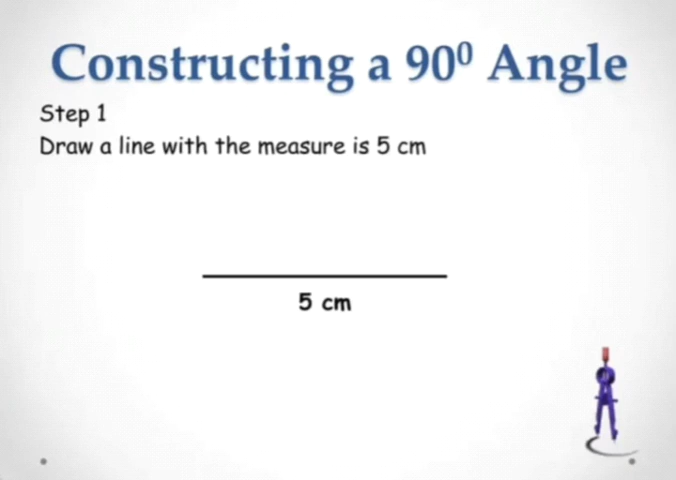 Constructing a 90⁰ Angle
Step 1
Draw a line with the measure is 5 cm
5 cm